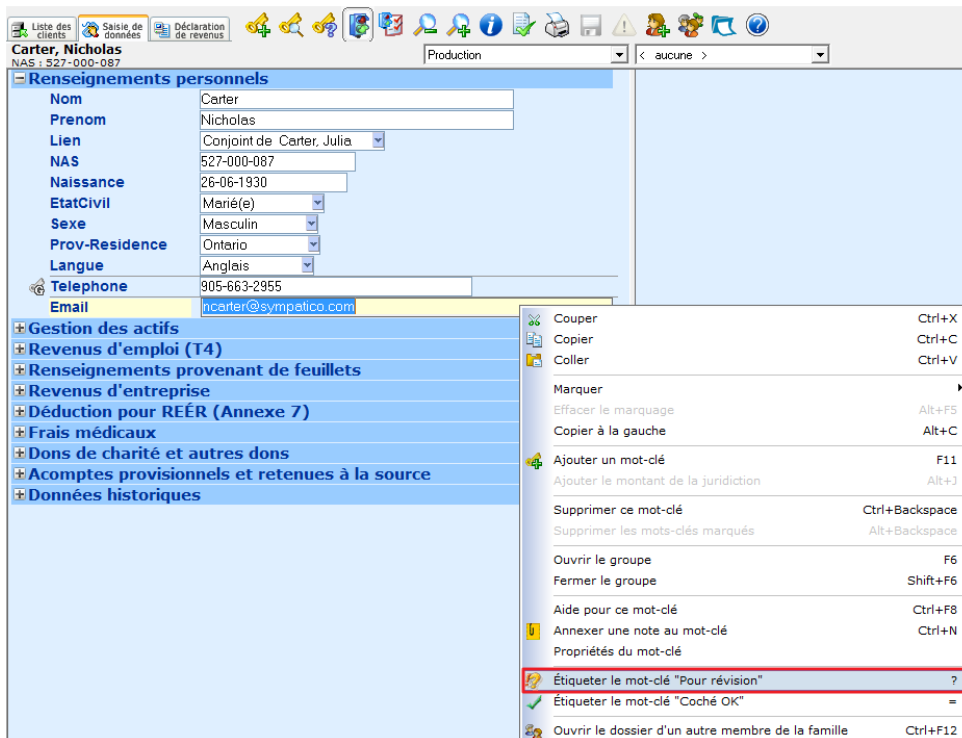 Liste des clients
Saisie de données
Déclaration de revenus
Carter, Nicholas
NAS : 527-000-087
Production
< aucune >
Renseignements personnels
Nom Carter
Prenom Nicholas
Lien Conjoint de Carter, Julia
NAS 527-000-087
Naissance 26-06-1930
EtatCivil Marié(e)
Sexe Masculin
Prov-Residence Ontario
Langue Anglais
Telephone 905-663-2955
Email ncarter@sympatico.com
Gestion des actifs
Revenus d'emploi (T4)
Renseignements provenant de feuillets
Revenus d'entreprise
Déduction pour REÉR (Annexe 7)
Frais médicaux
Dons de charité et autres dons
Acomptes provisionnels et retenues à la source
Données historiques
Couper Ctrl+X
Copier Ctrl+C
Coller Ctrl+V
Marquer
Effacer le marquage Alt+F5
Copier à la gauche Alt+C
Ajouter un mot-clé F11
Ajouter le montant de la juridiction Alt+J
Supprimer ce mot-clé Ctrl+Backspace
Supprimer les mots-clés marqués Alt+Backspace
Ouvrir le groupe F6
Fermer le groupe Shift+F6
Aide pour ce mot-clé Ctrl+F8
Annexer une note au mot-clé Ctrl+N
Propriétés du mot-clé
Étiqueter le mot-clé "Pour révision" ?
Étiqueter le mot-clé "Coché OK" =
Ouvrir le dossier d'un autre membre de la famille Ctrl+F12